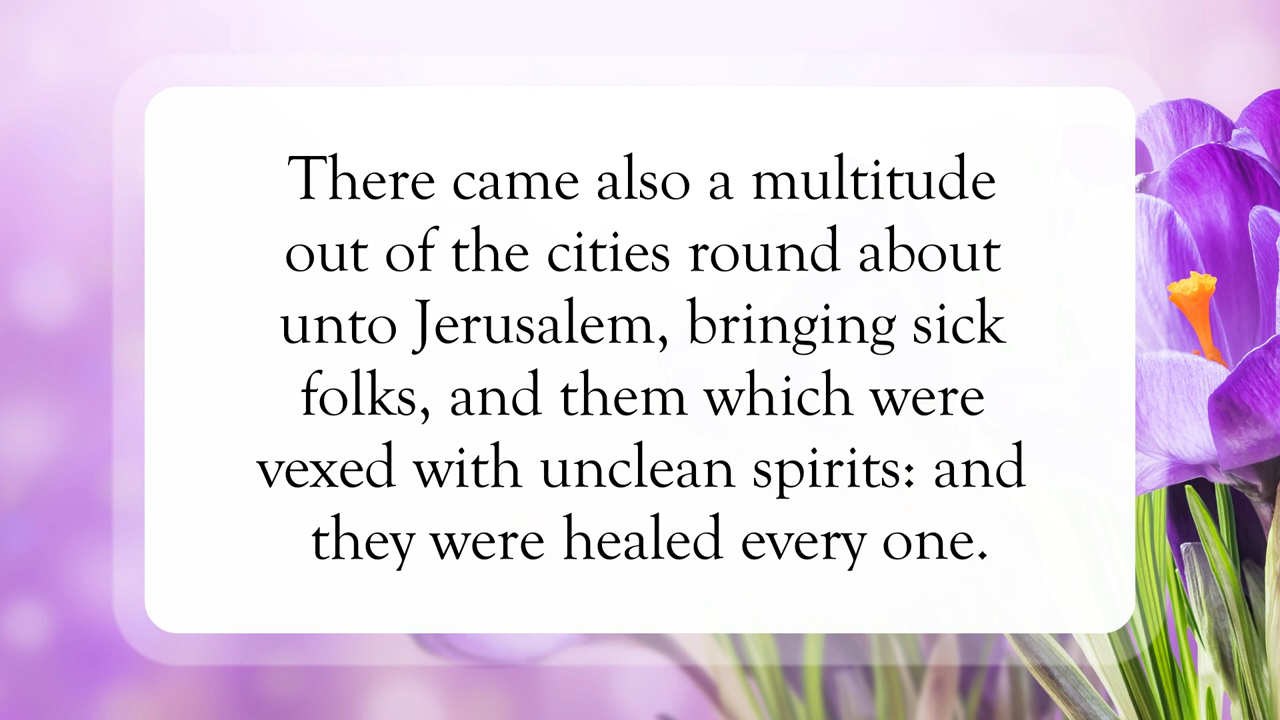 There came also a multitude
out of the cities round about
unto Jerusalem, bringing sick
folks, and them which were
vexed with unclean spirits: and
they were healed every one.